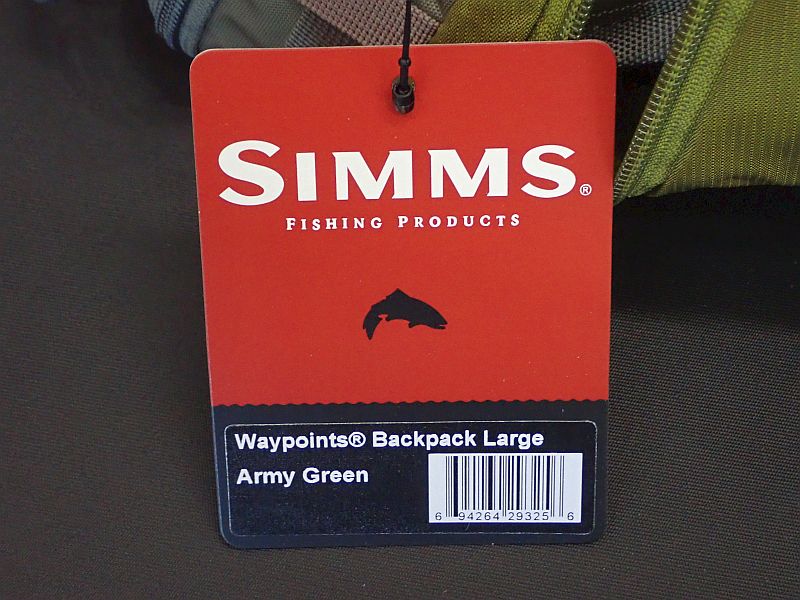 SIMMS®
FISHING PRODUCTS
Waypoints® Backpack Large
Army Green
6 94264 29325 6